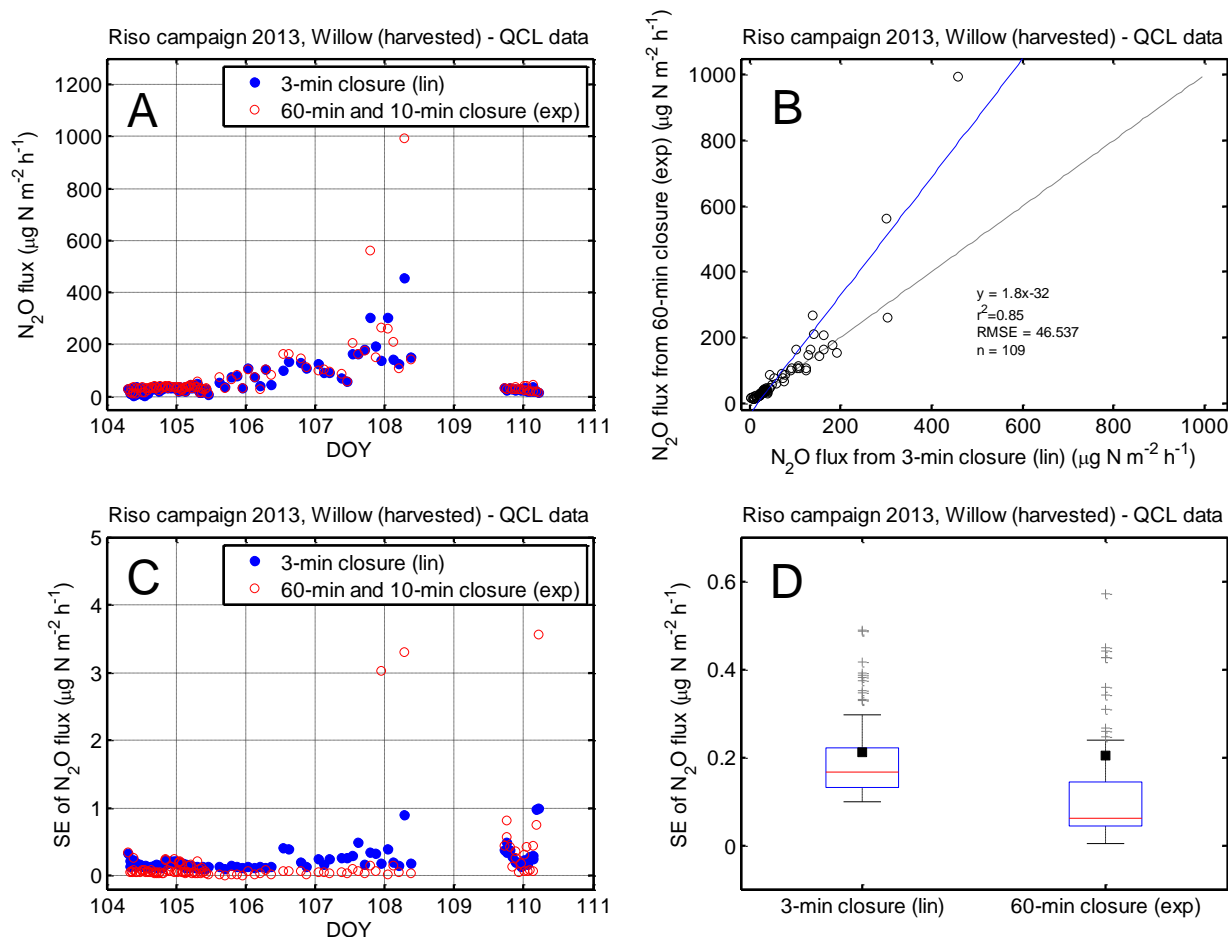 Riso campaign 2013, Willow (harvested) - QCL data
A
3-min closure (lin)
60-min and 10-min closure (exp)
N2O flux (μg N m-2 h-1)
1200
1000
800
600
400
200
0
104 105 106 107 108 109 110 111
DOY
Riso campaign 2013, Willow (harvested) - QCL data
B
N2O flux from 60-min closure (exp) (μg N m-2 h-1)
1000
800
600
400
200
0
y = 1.8x-32
r2=0.85
RMSE = 46.537
n = 109
0 200 400 600 800 1000
N2O flux from 3-min closure (lin) (μg N m-2 h-1)
Riso campaign 2013, Willow (harvested) - QCL data
C
3-min closure (lin)
60-min and 10-min closure (exp)
SE of N2O flux (μg N m-2 h-1)
5
4
3
2
1
0
104 105 106 107 108 109 110 111
DOY
Riso campaign 2013, Willow (harvested) - QCL data
D
SE of N2O flux (μg N m-2 h-1)
0.6
0.4
0.2
0
3-min closure (lin) 60-min closure (exp)